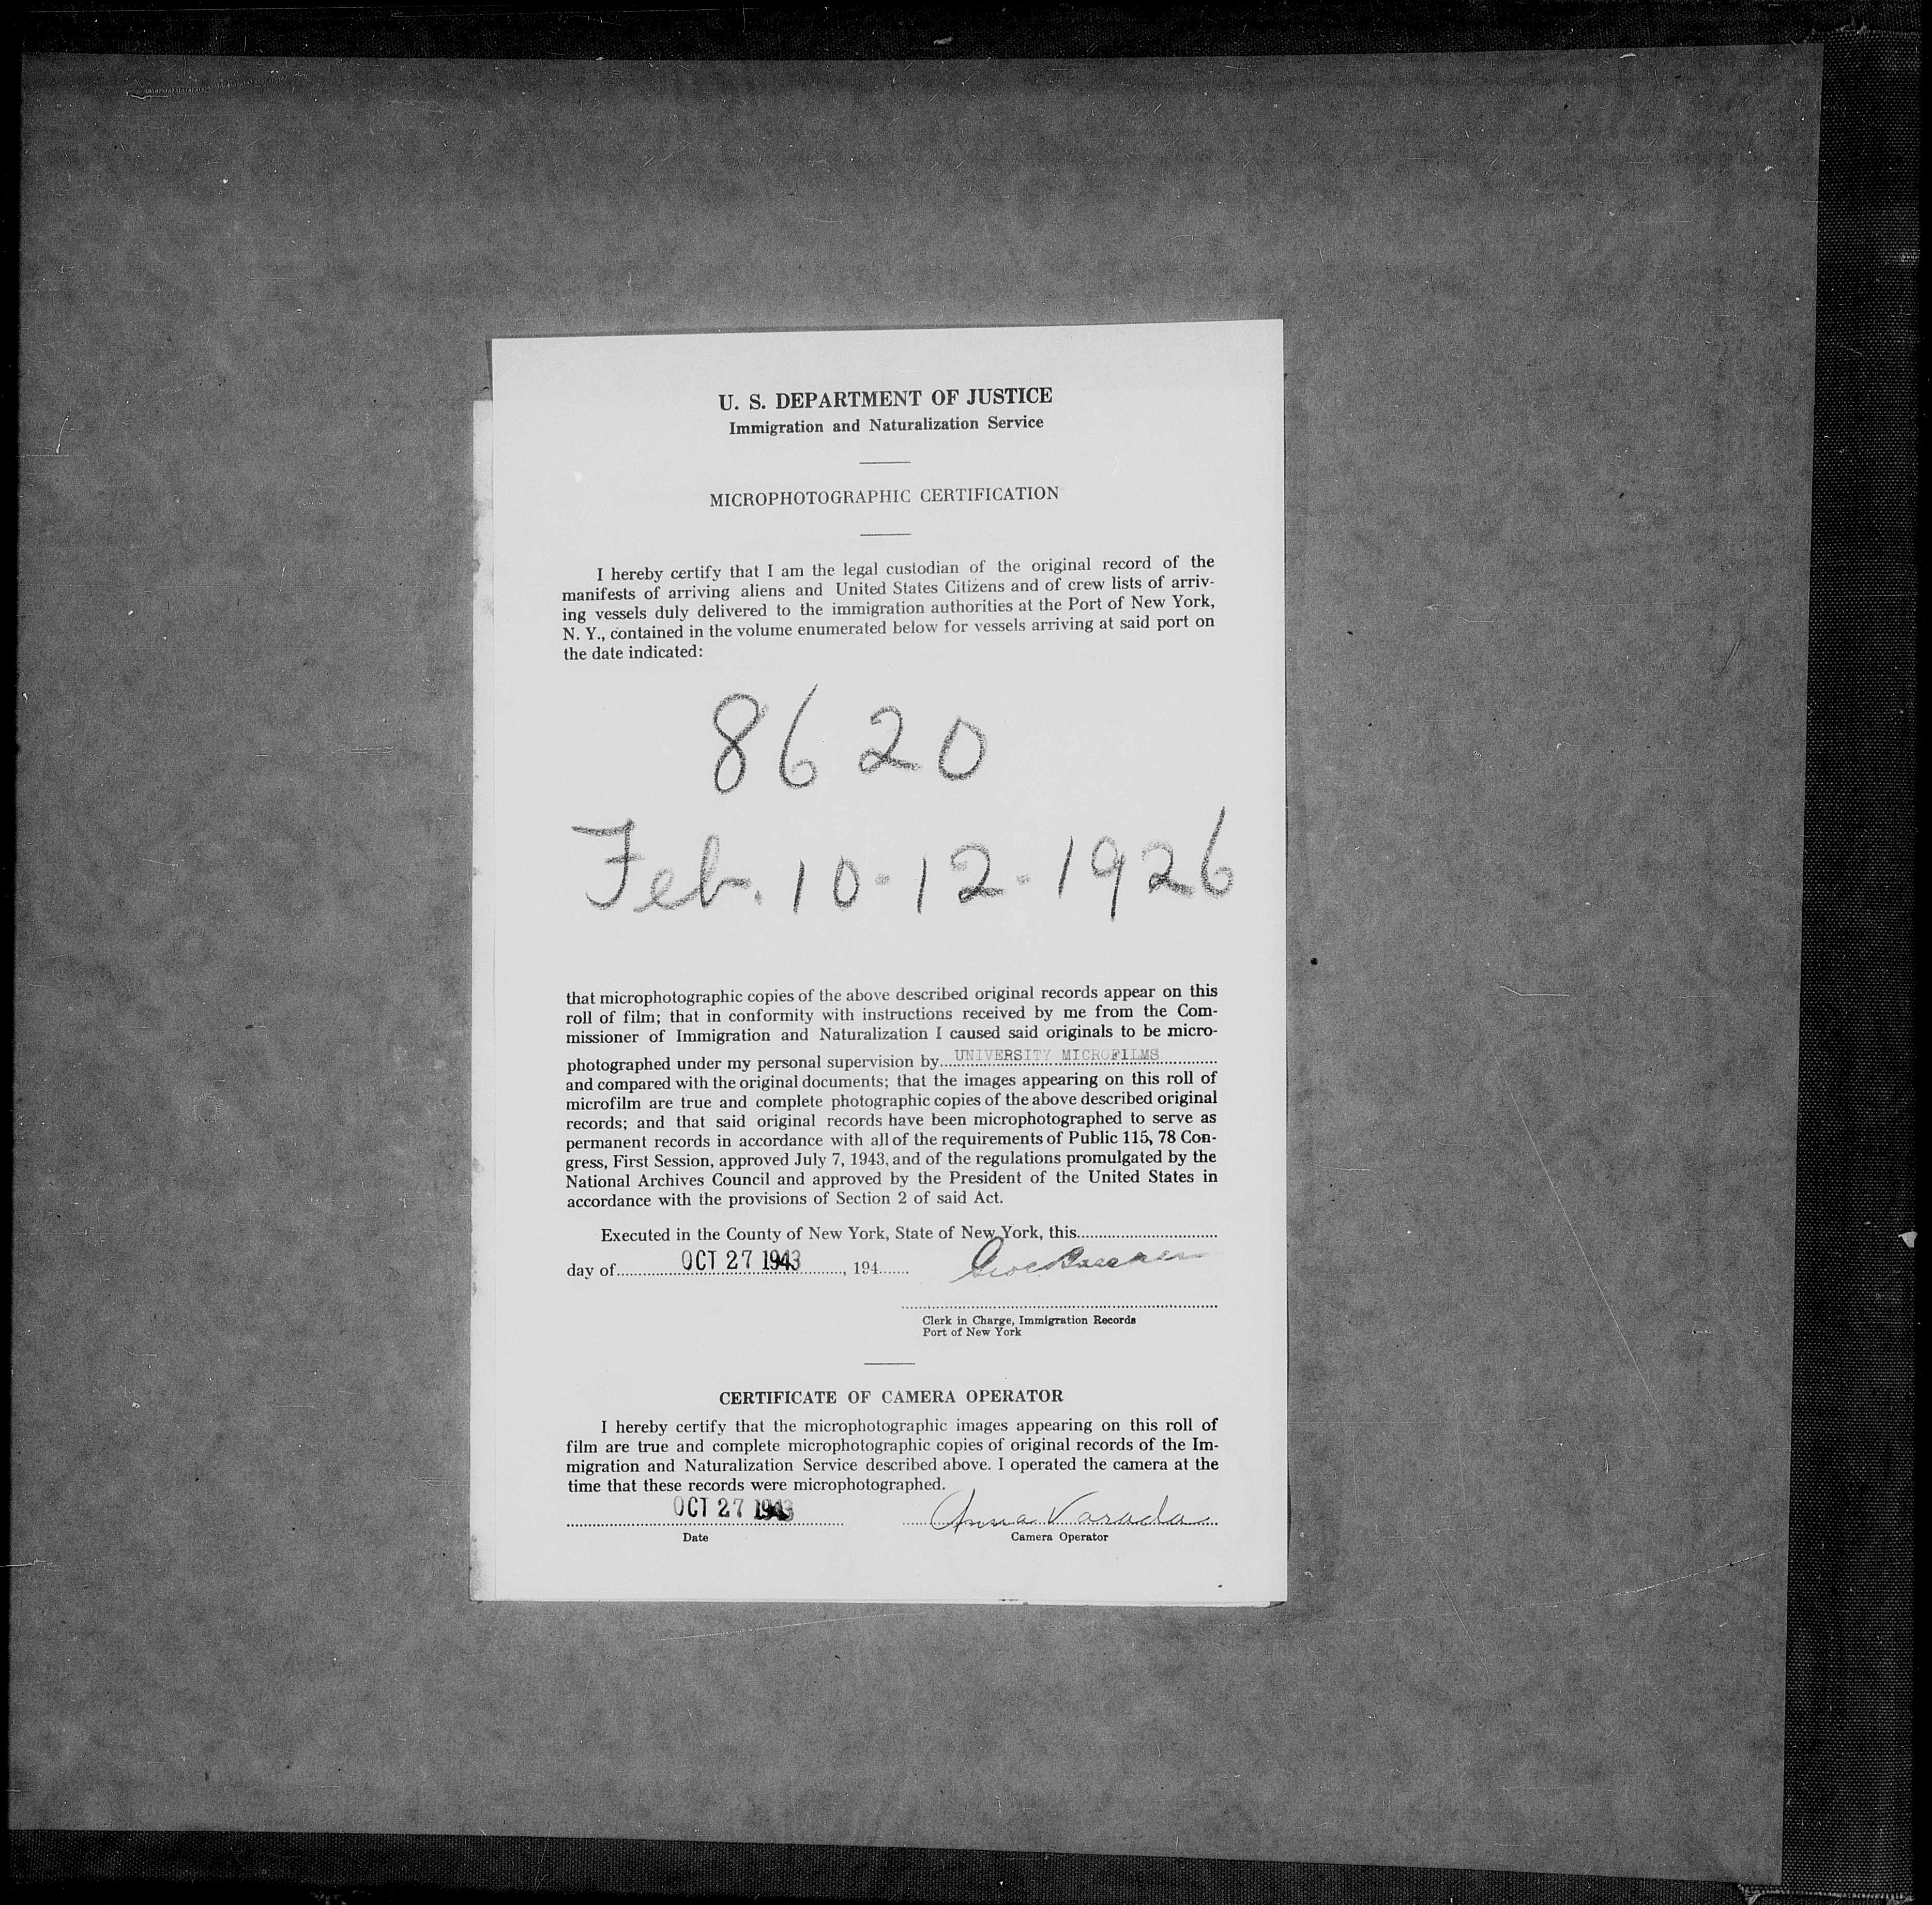 U. S. DEPARTMENT OF JUSTICE
Immigration and Naturalization Service
MICROPHOTOGRAPHIC CERTIFICATION
I hereby certify that I am the legal custodian of the original record of the
manifests of arriving aliens and United States Citizens and of crew lists of arriv-
ing vessels duly delivered to the immigration authorities at the Port of New York,
N. Y., contained in the volume enumerated below for vessels arriving at said port on
the date indicated:
8620
Feb. 10-12-1926
that microphotographic copies of the above described original records appear on this
roll of film; that in conformity with instructions received by me from the Com-
missioner of Immigration and Naturalization I caused said originals to be micro-
photographed under my personal supervision by UNIVERSITY MICROFILMS
and compared with the original documents; that the images appearing on this roll of
microfilm are true and complete photographic copies of the above described original
records; and that said original records have been microphotographed to serve as
permanent records in accordance with all of the requirements of Public 115, 78 Con-
gress, First Session, approved July 7, 1943, and of the regulations promulgated by the
National Archives Council and approved by the President of the United States in
accordance with the provisions of Section 2 of said Act.
Executed in the County of New York, State of New York, this
day of OCT 27 1943, 194
Clerk in Charge, Immigration Records
Port of New York
CERTIFICATE OF CAMERA OPERATOR
I hereby certify that the microphotographic images appearing on this roll of
film are true and complete microphotographic copies of original records of the Im-
migration and Naturalization Service described above. I operated the camera at the
time that these records were microphotographed.
OCT 27 1943 Anna Varada
Date Camera Operator